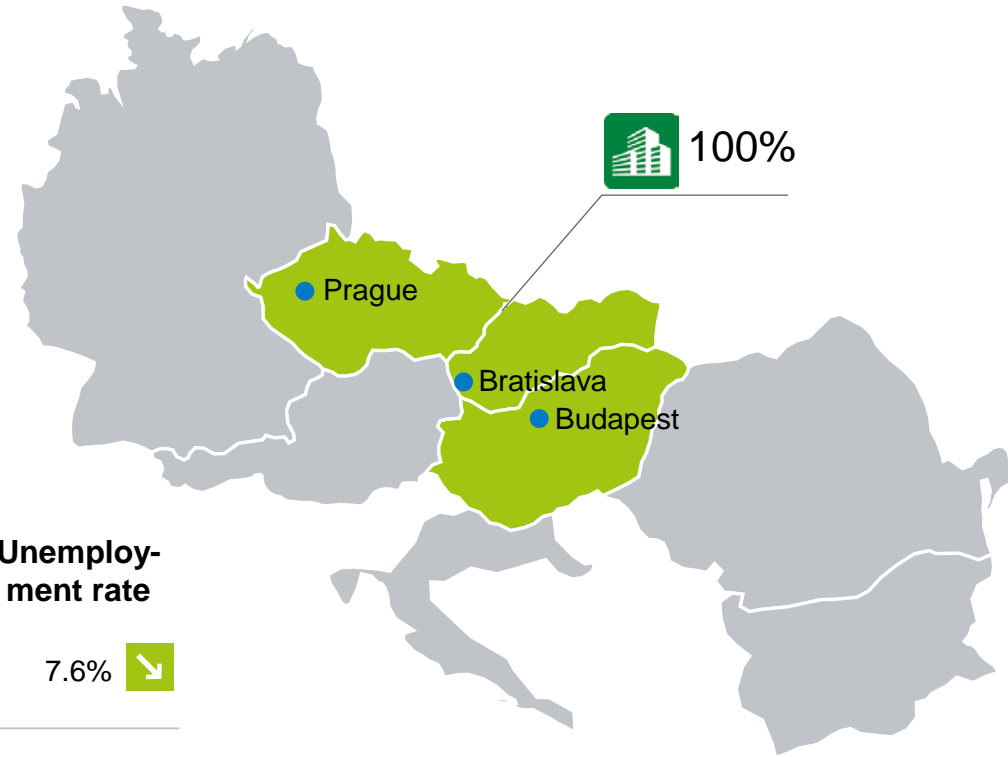 100%
Prague
Bratislava
Budapest
Unemploy-
ment rate
7.6%